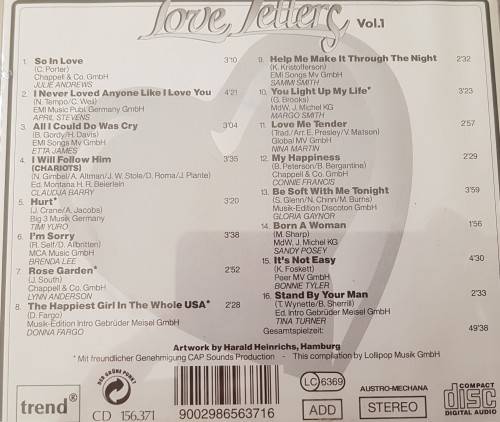 Love Letters Vol.1
1. So In Love 3'10
(C. Porter)
Chappell & Co. GmbH
JULIE ANDREWS
2. I Never Loved Anyone Like I Love You 4'21
(N. Tempo/C. Weil)
EMI Music Publ. Germany GmbH
APRIL STEVENS
3. All I Could Do Was Cry 3'04
(B. Gordy/H. Davis)
EMI Songs Mv GmbH
ETTA JAMES
4. I Will Follow Him 3'35
(CHARIOTS)
(N. Gimbel/A. Altman/J. W. Stole/D. Roma/J. Plante)
Ed. Montana H. R. Beierlein
CLAUDJA BARRY
5. Hurt* 3'20
(J. Crane/A. Jacobs)
Big 3 Musik Germany
TIMI YURO
6. I'm Sorry 3'38
(R. Self/D. Albritten)
MCA Music GmbH
BRENDA LEE
7. Rose Garden* 2'52
(J. South)
Chappell & Co. GmbH
LYNN ANDERSON
8. The Happiest Girl In The Whole USA* 2'28
(D. Fargo)
Musik-Edition Intro Gebrüder Meisel GmbH
DONNA FARGO
9. Help Me Make It Through The Night 2'32
(K. Kristofferson)
EMI Songs Mv GmbH
SAMMI SMITH
10. You Light Up My Life* 3'23
(G. Brooks)
MdW, J. Michel KG
MARGO SMITH
11. Love Me Tender 2'57
(Trad./Arr. E. Presley/V. Matson)
Global MV GmbH
NINA MARTIN
12. My Happiness 2'29
(B. Peterson/B. Bergantine)
Chappell & Co. GmbH
CONNIE FRANCIS
13. Be Soft With Me Tonight 3'59
(S. Glenn/N. Chinn/M. Burns)
Musik-Edition Discoton GmbH
GLORIA GAYNOR
14. Born A Woman 1'56
(M. Sharp)
MdW, J. Michel KG
SANDY POSEY
15. It's Not Easy 4'30
(K. Foskett)
Peer MV GmbH
BONNIE TYLER
16. Stand By Your Man 2'33
(T. Wynette/B. Sherrill)
Ed. Intro Gebrüder Meisel GmbH
TINA TURNER
Gesamtspielzeit: 49'38
Artwork by Harald Heinrichs, Hamburg
* Mit freundlicher Genehmigung CAP Sounds Production - This compilation by Lollipop Musik GmbH
trend®
DER GRÜNE PUNKT
CD 156.371
9002986563716
LC 6369
ADD
AUSTRO-MECHANA
STEREO
COMPACT
disc
Digital Audio